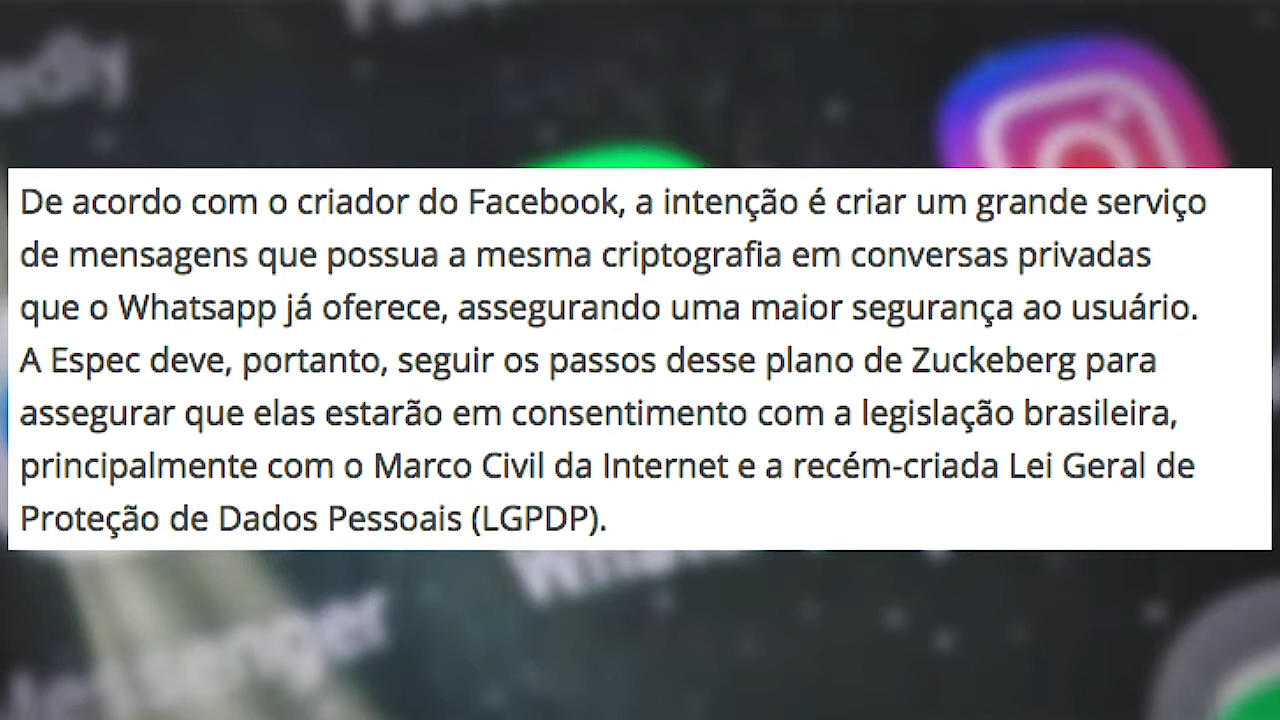 De acordo com o criador do Facebook, a intenção é criar um grande serviço
de mensagens que possua a mesma criptografia em conversas privadas
que o Whatsapp já oferece, assegurando uma maior segurança ao usuário.
A Espec deve, portanto, seguir os passos desse plano de Zuckeberg para
assegurar que elas estarão em consentimento com a legislação brasileira,
principalmente com o Marco Civil da Internet e a recém-criada Lei Geral de
Proteção de Dados Pessoais (LGPDP).